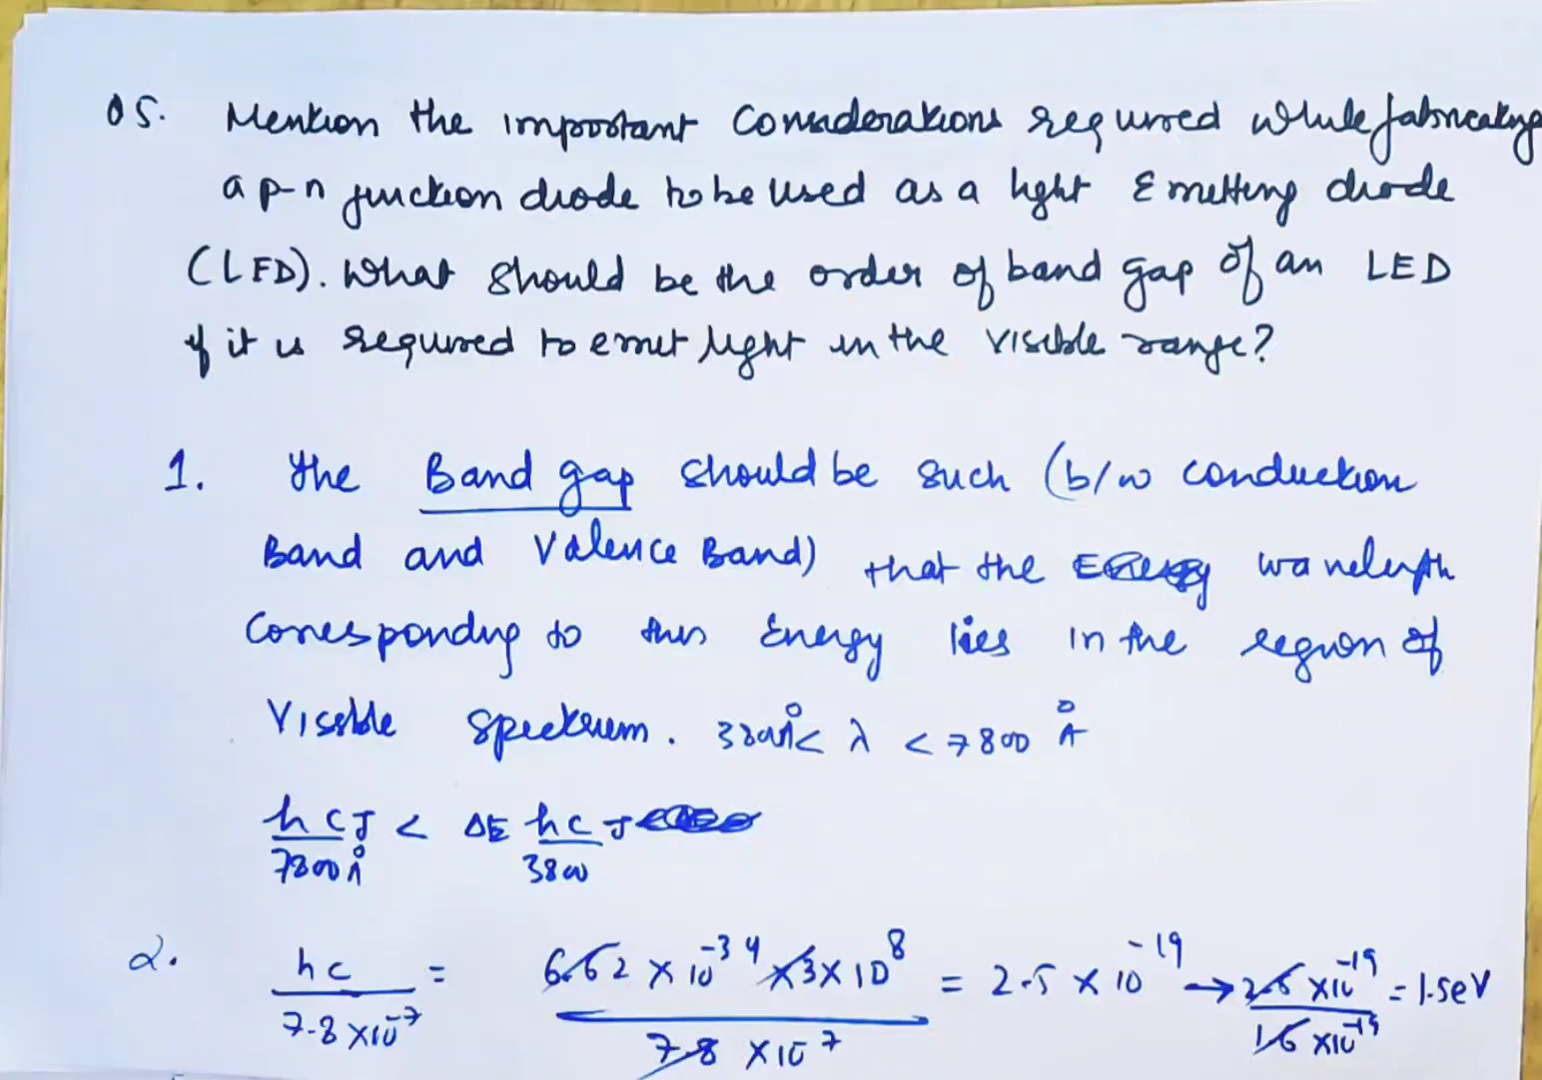 05. Mention the important Considerations required while fabricating
a p-n junction diode to be used as a light Emitting diode
(LED). What should be the order of band gap of an LED
if it is required to emit light in the visible range?
1. The Band gap should be such (b/w conduction
Band and Valence Band) that the Energy wavelength
Corresponding to this Energy lies in the region of
Visible spectrum. 3800Å < λ < 7800 Å
hc/7800Å J < ΔE hc/3800 J
2. hc/7.8 × 10^-7 = 6.62 × 10^-34 × 3 × 10^8 / 7.8 × 10^7 = 2.5 × 10^-19 → 2.5 × 10^-19 / 1.6 × 10^-19 = 1.5eV